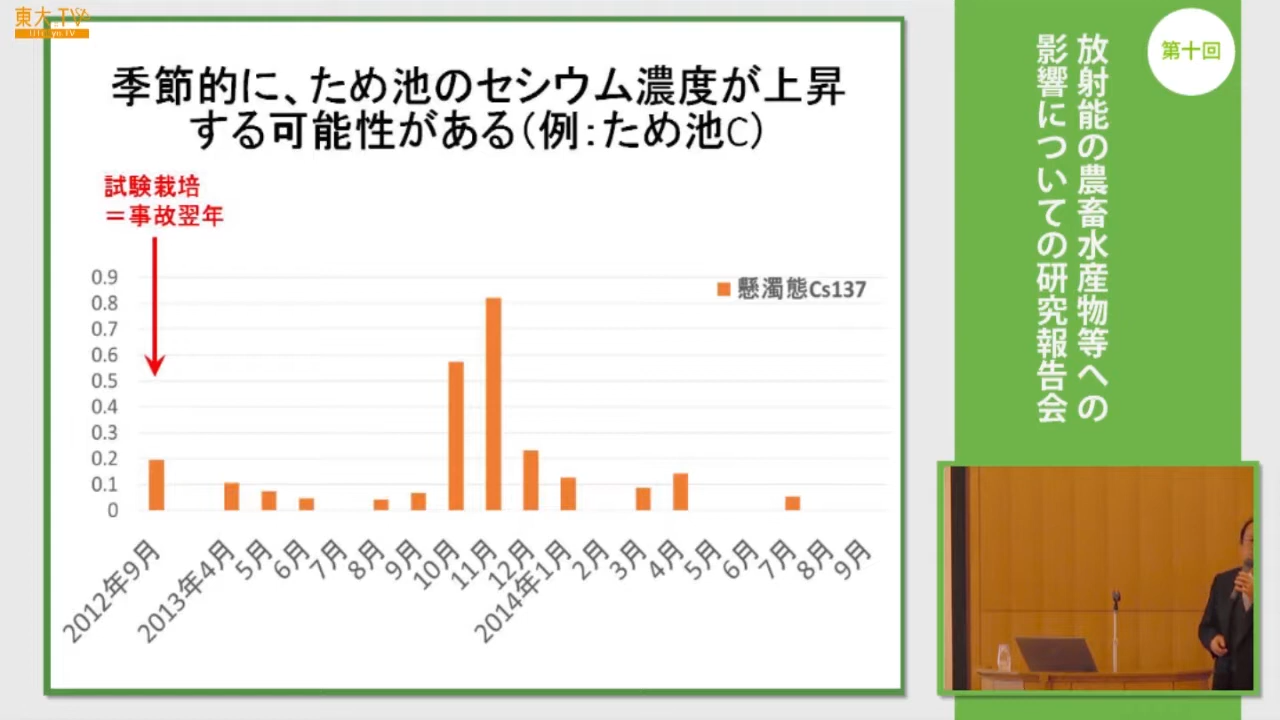 東大TV
UTokyo.TV
季節的に、ため池のセシウム濃度が上昇
する可能性がある(例:ため池C)
試験栽培
=事故翌年
0.9
0.8
0.7
0.6
0.5
0.4
0.3
0.2
0.1
0
懸濁態Cs137
2012年9月
2013年4月
5月
6月
7月
8月
9月
10月
11月
12月
2014年1月
2月
3月
4月
5月
6月
7月
8月
9月
第十回
放射能の農畜水産物等への
影響についての研究報告会